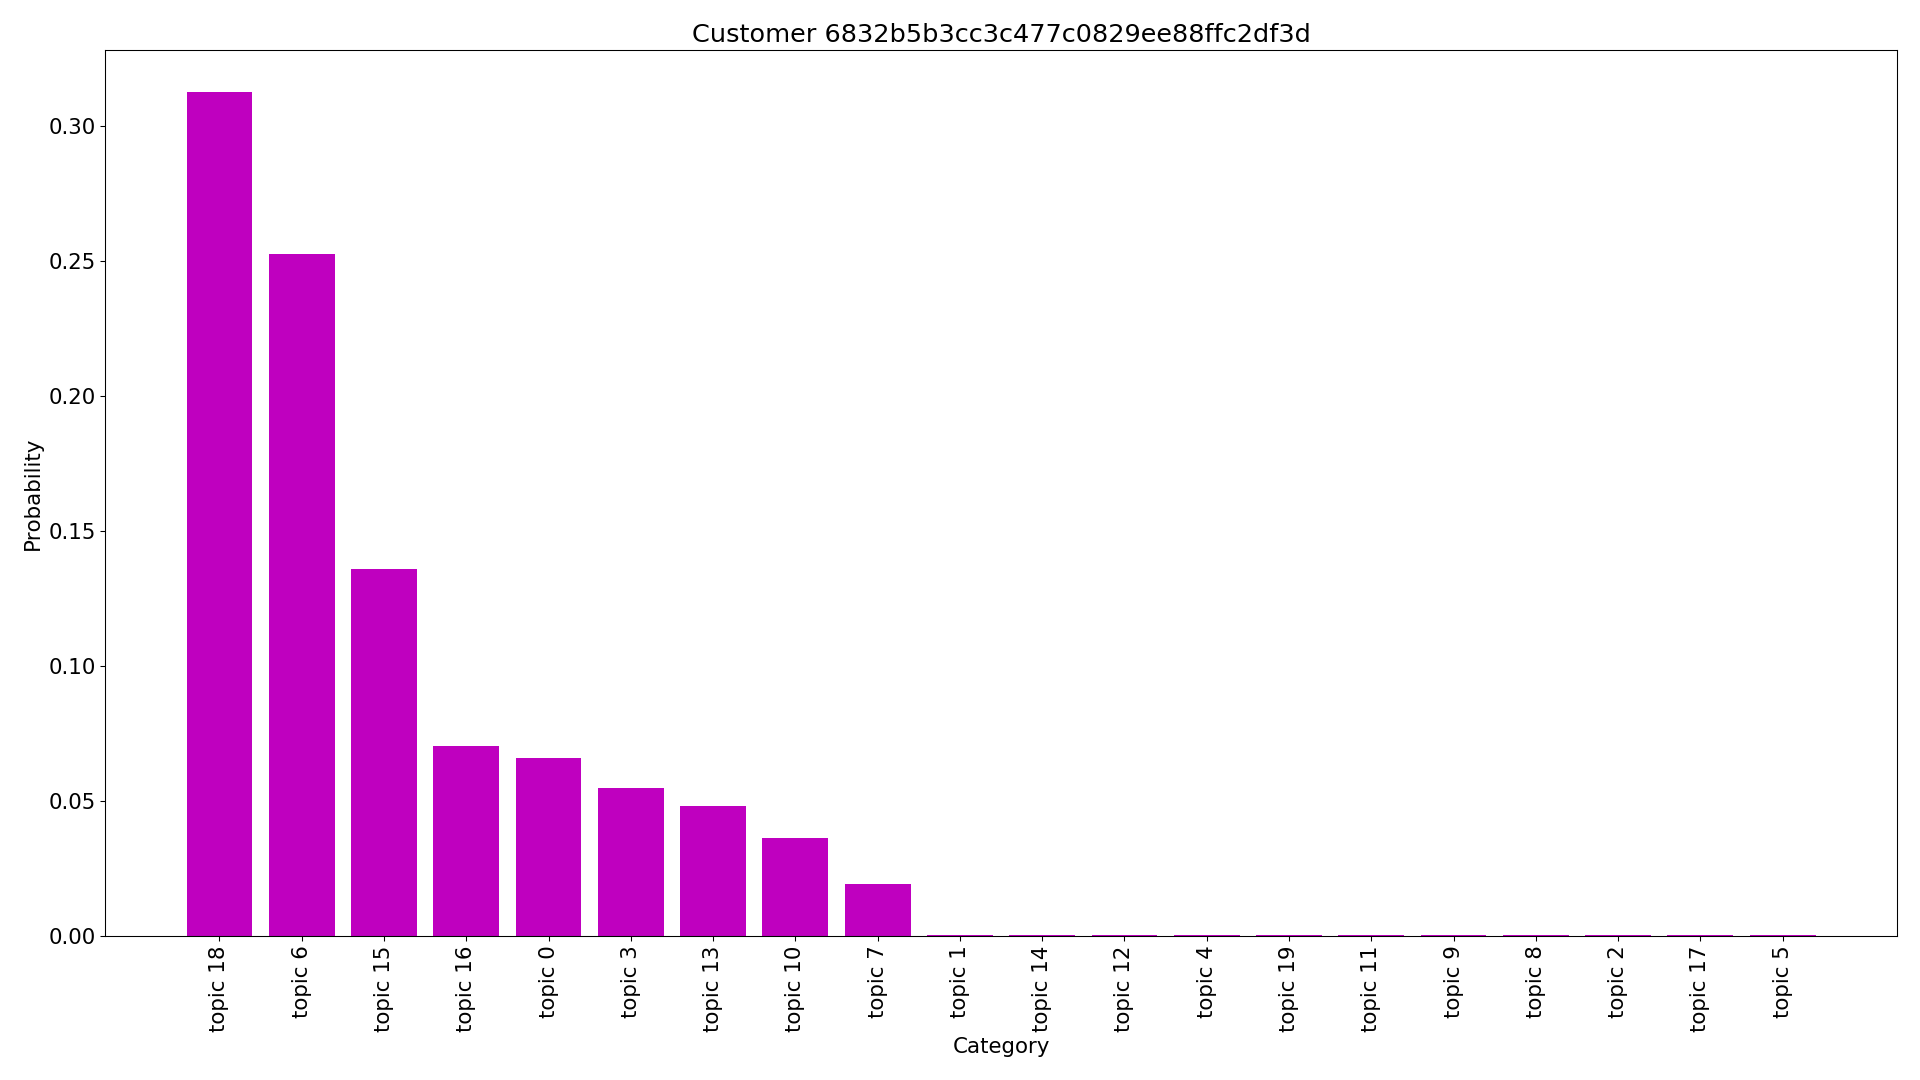 Customer 6832b5b3cc3c477c0829ee88ffc2df3d
Probability
0.30
0.25
0.20
0.15
0.10
0.05
0.00
topic 18
topic 6
topic 15
topic 16
topic 0
topic 3
topic 13
topic 10
topic 7
topic 1
topic 14
topic 12
topic 4
topic 19
topic 11
topic 9
topic 8
topic 2
topic 17
topic 5
Category